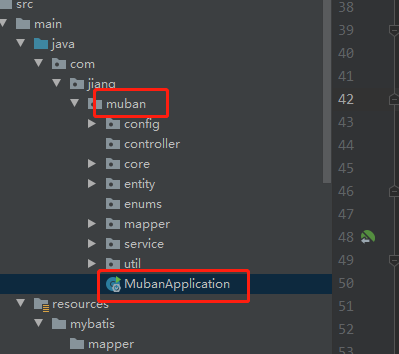 src
main
java
com
jiang
muban
config
controller
core
entity
enums
mapper
service
util
MubanApplication
resources
mybatis
mapper
38
39
40
41
42
43
44
45
46
47
48
49
50
51
52
53